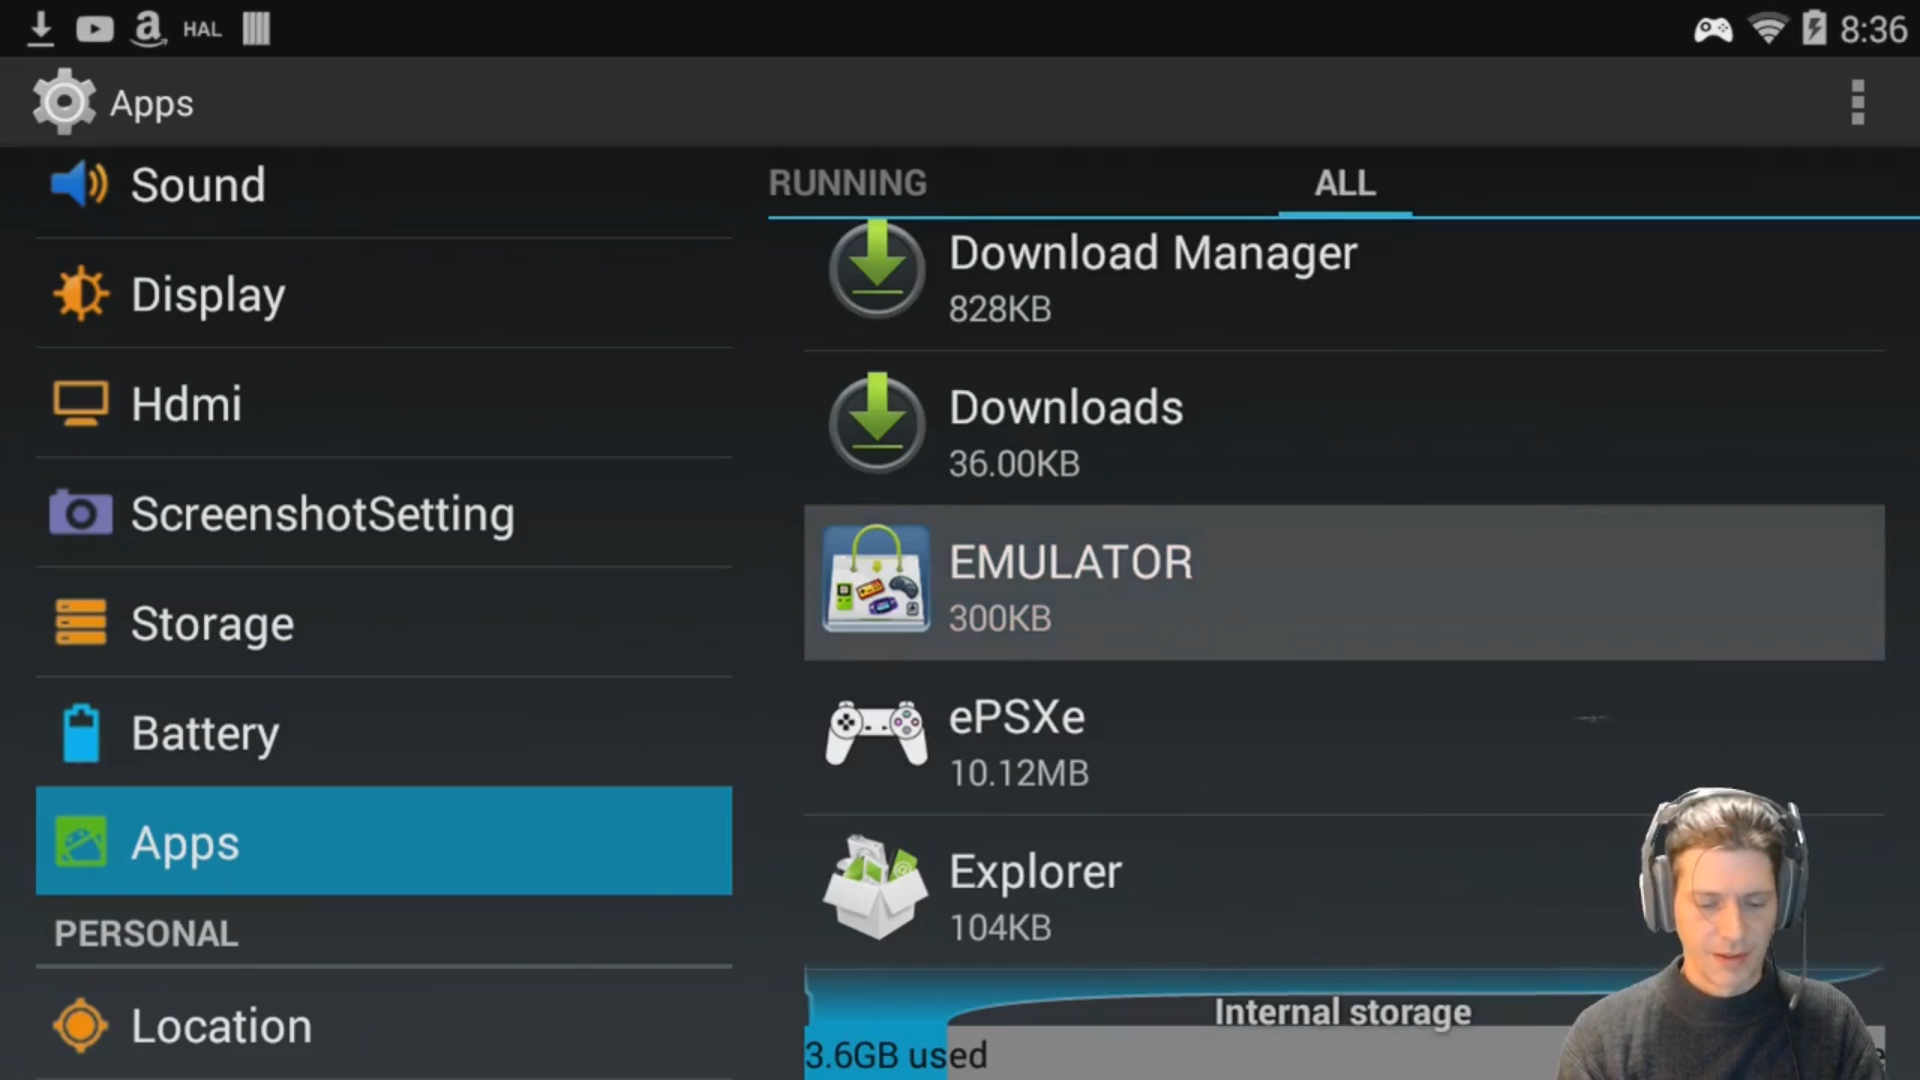 HAL
8:36
Apps
Sound
Display
Hdmi
ScreenshotSetting
Storage
Battery
Apps
PERSONAL
Location
RUNNING
ALL
Download Manager
828KB
Downloads
36.00KB
EMULATOR
300KB
ePSXe
10.12MB
Explorer
104KB
Internal storage
3.6GB used